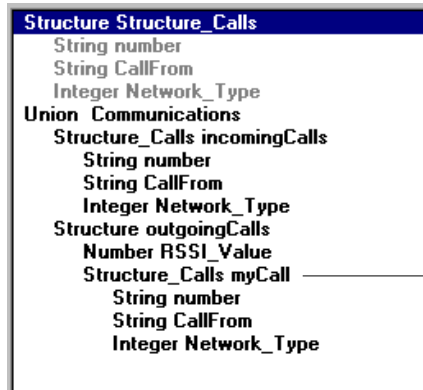 Structure Structure_Calls
String number
String CallFrom
Integer Network_Type
Union Communications
Structure_Calls incomingCalls
String number
String CallFrom
Integer Network_Type
Structure outgoingCalls
Number RSSI_Value
Structure_Calls myCall
String number
String CallFrom
Integer Network_Type